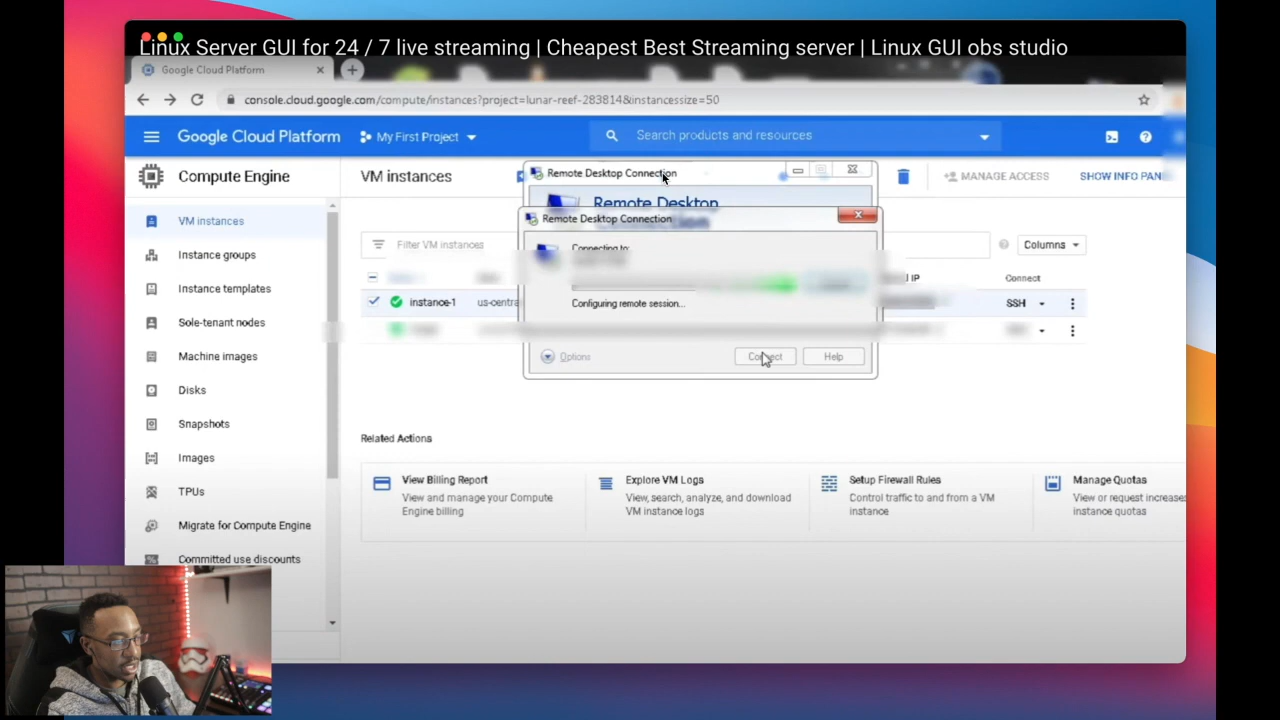 Linux Server GUI for 24 / 7 live streaming | Cheapest Best Streaming server | Linux GUI obs studio
Google Cloud Platform
console.cloud.google.com/compute/instances?project=lunar-reef-283814&instancessize=50
Google Cloud Platform
My First Project
Search products and resources
Compute Engine
VM instances
MANAGE ACCESS
SHOW INFO PAN
Remote Desktop Connection
Remote Desktop
Connection
Remote Desktop Connection
Connecting to:
Configuring remote session...
Options
Connect
Help
VM instances
Instance groups
Instance templates
Sole-tenant nodes
Machine images
Disks
Snapshots
Images
TPUs
Migrate for Compute Engine
Committed use discounts
Filter VM instances
Columns
IP
Connect
instance-1
us-centra
SSH
Related Actions
View Billing Report
View and manage your Compute
Engine billing
Explore VM Logs
View, search, analyze, and download
VM instance logs
Setup Firewall Rules
Control traffic to and from a VM
instance
Manage Quotas
View or request increases
instance quotas